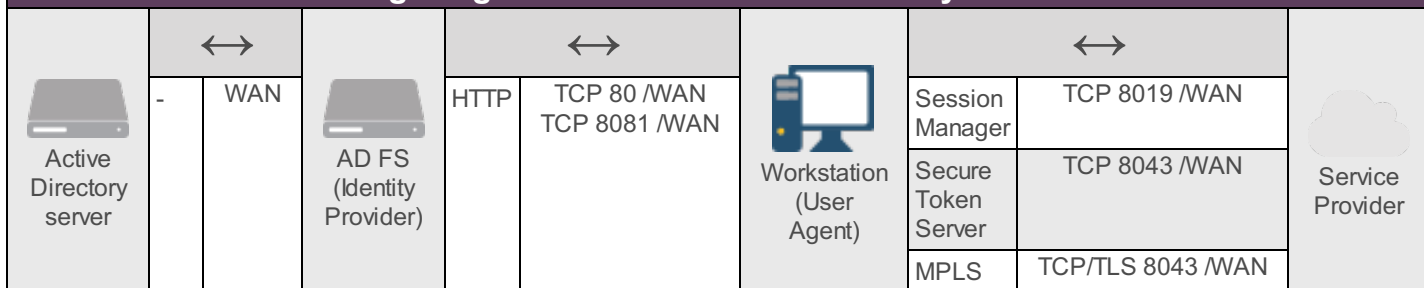 ↔ ↔ ↔
- WAN
HTTP TCP 80 /WAN
TCP 8081 /WAN
Session
Manager
TCP 8019 /WAN
Active
Directory
server
AD FS
(Identity
Provider)
Workstation
(User
Agent)
Secure
Token
Server
TCP 8043 /WAN
Service
Provider
MPLS TCP/TLS 8043 /WAN